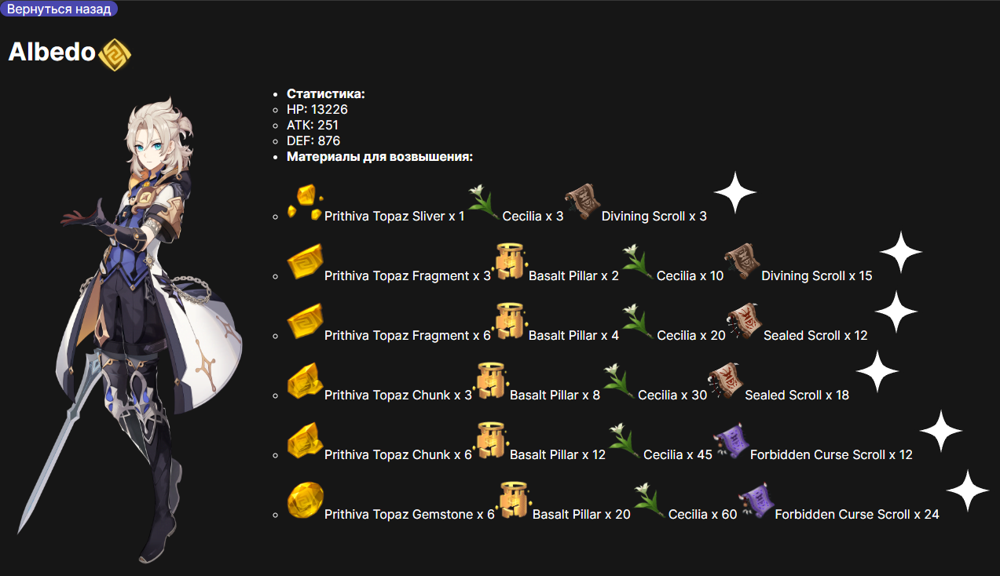 Вернуться назад
Albedo
Статистика:
HP: 13226
ATK: 251
DEF: 876
Материалы для возвышения:
Prithiva Topaz Sliver x 1 Cecilia x 3 Divining Scroll x 3
Prithiva Topaz Fragment x 3 Basalt Pillar x 2 Cecilia x 10 Divining Scroll x 15
Prithiva Topaz Fragment x 6 Basalt Pillar x 4 Cecilia x 20 Sealed Scroll x 12
Prithiva Topaz Chunk x 3 Basalt Pillar x 8 Cecilia x 30 Sealed Scroll x 18
Prithiva Topaz Chunk x 6 Basalt Pillar x 12 Cecilia x 45 Forbidden Curse Scroll x 12
Prithiva Topaz Gemstone x 6 Basalt Pillar x 20 Cecilia x 60 Forbidden Curse Scroll x 24